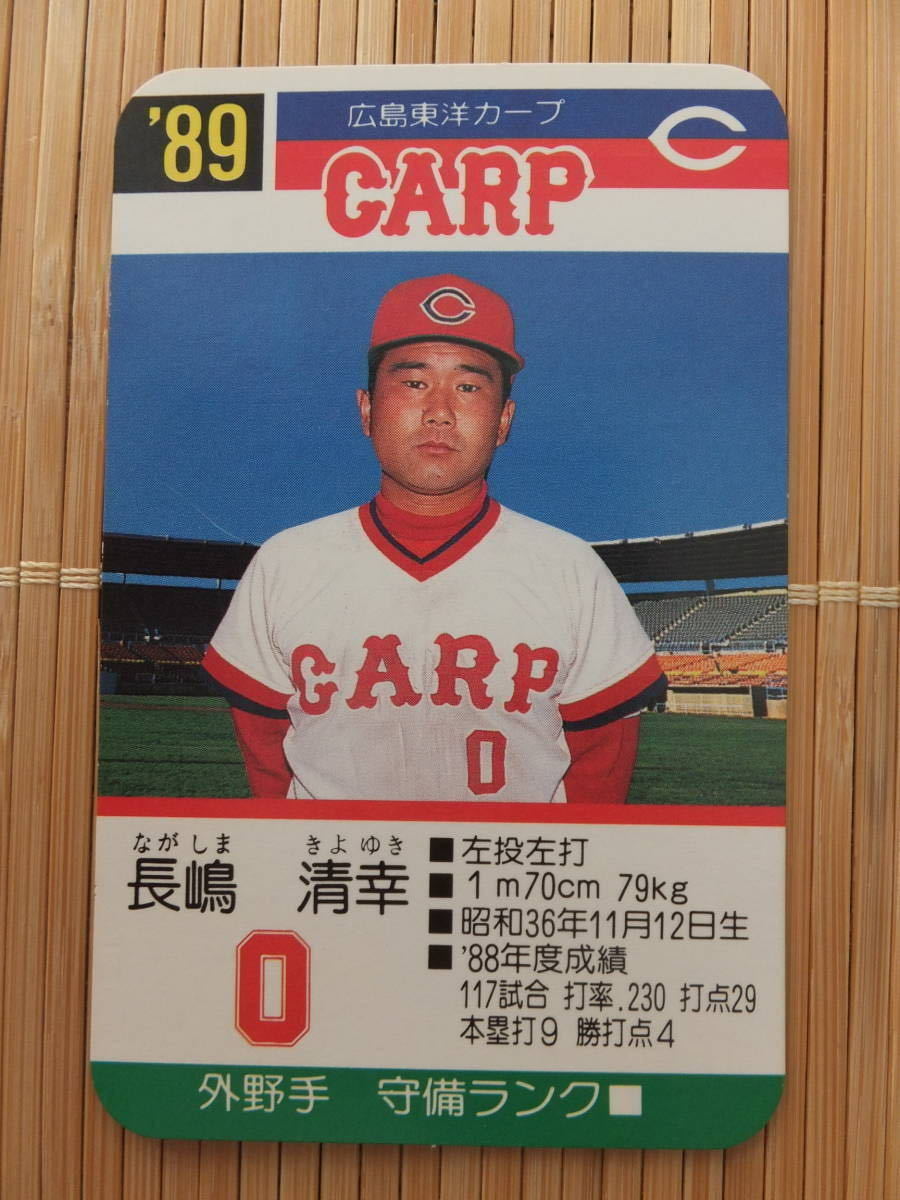 '89
広島東洋カープ
C
CARP
C
CARP
0
ながしま きよゆき
長嶋 清幸
0
■左投左打
■1m70cm 79kg
■昭和36年11月12日生
■'88年度成績
117試合 打率.230 打点29
本塁打9 勝打点4
外野手 守備ランク■